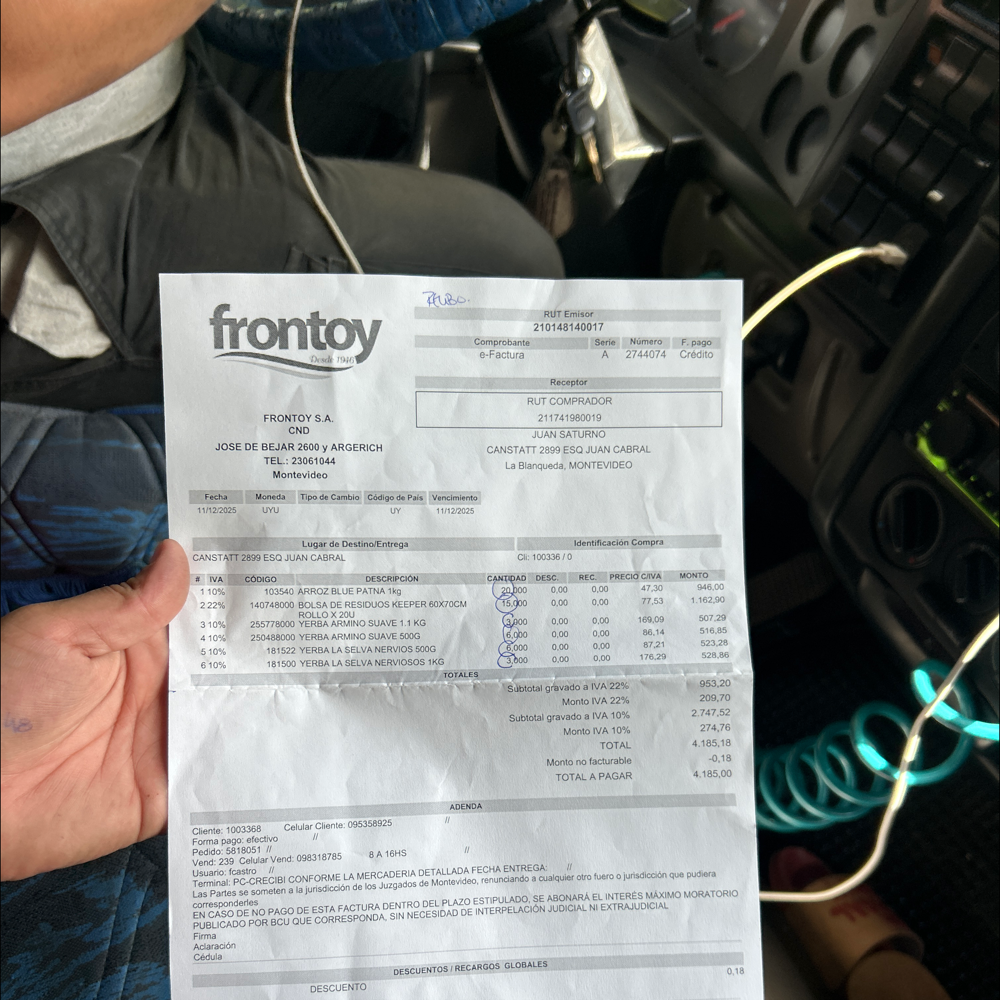 frontoy
Desde 1946
RUT Emisor
210148140017
Comprobante Serie Número F. pago
e-Factura A 2744074 Crédito
Receptor
RUT COMPRADOR
211741980019
JUAN SATURNO
CANSTATT 2899 ESQ JUAN CABRAL
La Blanqueda, MONTEVIDEO
FRONTOY S.A.
CND
JOSE DE BEJAR 2600 y ARGERICH
TEL.: 23061044
Montevideo
Fecha Moneda Tipo de Cambio Código de País Vencimiento
11/12/2025 UYU UY 11/12/2025
Lugar de Destino/Entrega Identificación Compra
CANSTATT 2899 ESQ JUAN CABRAL Cli: 100336 / 0
# IVA CÓDIGO DESCRIPCIÓN CANTIDAD DESC. REC. PRECIO C/IVA MONTO
1 10% 103540 ARROZ BLUE PATNA 1kg 20,000 0,00 0,00 47,30 946,00
2 22% 140748000 BOLSA DE RESIDUOS KEEPER 60X70CM 15,000 0,00 0,00 77,53 1.162,90
ROLLO X 20U
3 10% 255778000 YERBA ARMINO SUAVE 1.1 KG 3,000 0,00 0,00 169,09 507,29
4 10% 250488000 YERBA ARMINO SUAVE 500G 6,000 0,00 0,00 86,14 516,85
5 10% 181522 YERBA LA SELVA NERVIOS 500G 6,000 0,00 0,00 87,21 523,28
6 10% 181500 YERBA LA SELVA NERVIOSOS 1KG 3,000 0,00 0,00 176,29 528,86
TOTALES
Subtotal gravado a IVA 22% 953,20
Monto IVA 22% 209,70
Subtotal gravado a IVA 10% 2.747,52
Monto IVA 10% 274,76
TOTAL 4.185,18
Monto no facturable -0,18
TOTAL A PAGAR 4.185,00
ADENDA
Cliente: 1003368 Celular Cliente: 095358925 //
Forma pago: efectivo //
Pedido: 5818051 //
Vend: 239 Celular Vend: 098318785 8 A 16HS //
Usuario: fcastro //
Terminal: PC-CRECIBI CONFORME LA MERCADERIA DETALLADA FECHA ENTREGA: //
Las Partes se someten a la jurisdicción de los Juzgados de Montevideo, renunciando a cualquier otro fuero o jurisdicción que pudiera
corresponderles
EN CASO DE NO PAGO DE ESTA FACTURA DENTRO DEL PLAZO ESTIPULADO, SE ABONARÁ EL INTERÉS MÁXIMO MORATORIO
PUBLICADO POR BCU QUE CORRESPONDA, SIN NECESIDAD DE INTERPELACIÓN JUDICIAL NI EXTRAJUDICIAL
Firma
Aclaración
Cédula
DESCUENTOS / RECARGOS GLOBALES
DESCUENTO 0,18